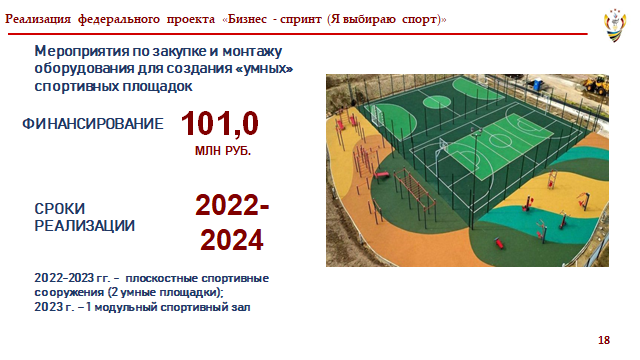 Реализация федерального проекта «Бизнес - спринт (Я выбираю спорт)»
Мероприятия по закупке и монтажу
оборудования для создания «умных»
спортивных площадок
ФИНАНСИРОВАНИЕ 101,0
МЛН РУБ.
СРОКИ
РЕАЛИЗАЦИИ
2022-
2024
2022-2023 гг. - плоскостные спортивные
сооружения (2 умные площадки);
2023 г. – 1 модульный спортивный зал
18